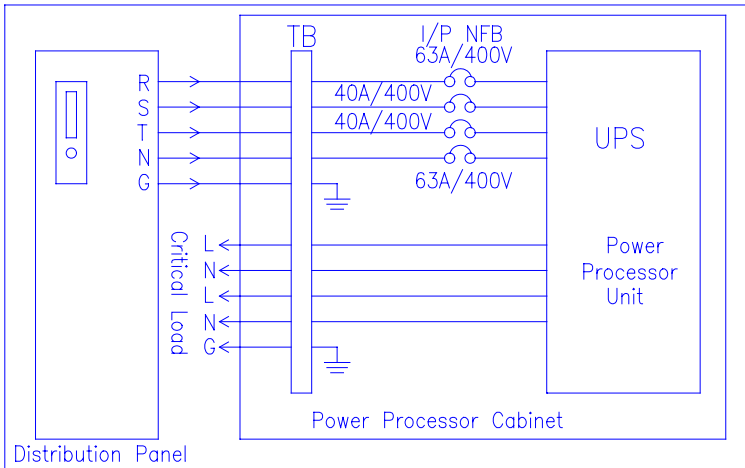 TB
I/P NFB
63A/400V
R
40A/400V
S
40A/400V
T
N
63A/400V
G
UPS
Critical Load
L
N
L
N
G
Power
Processor
Unit
Power Processor Cabinet
Distribution Panel